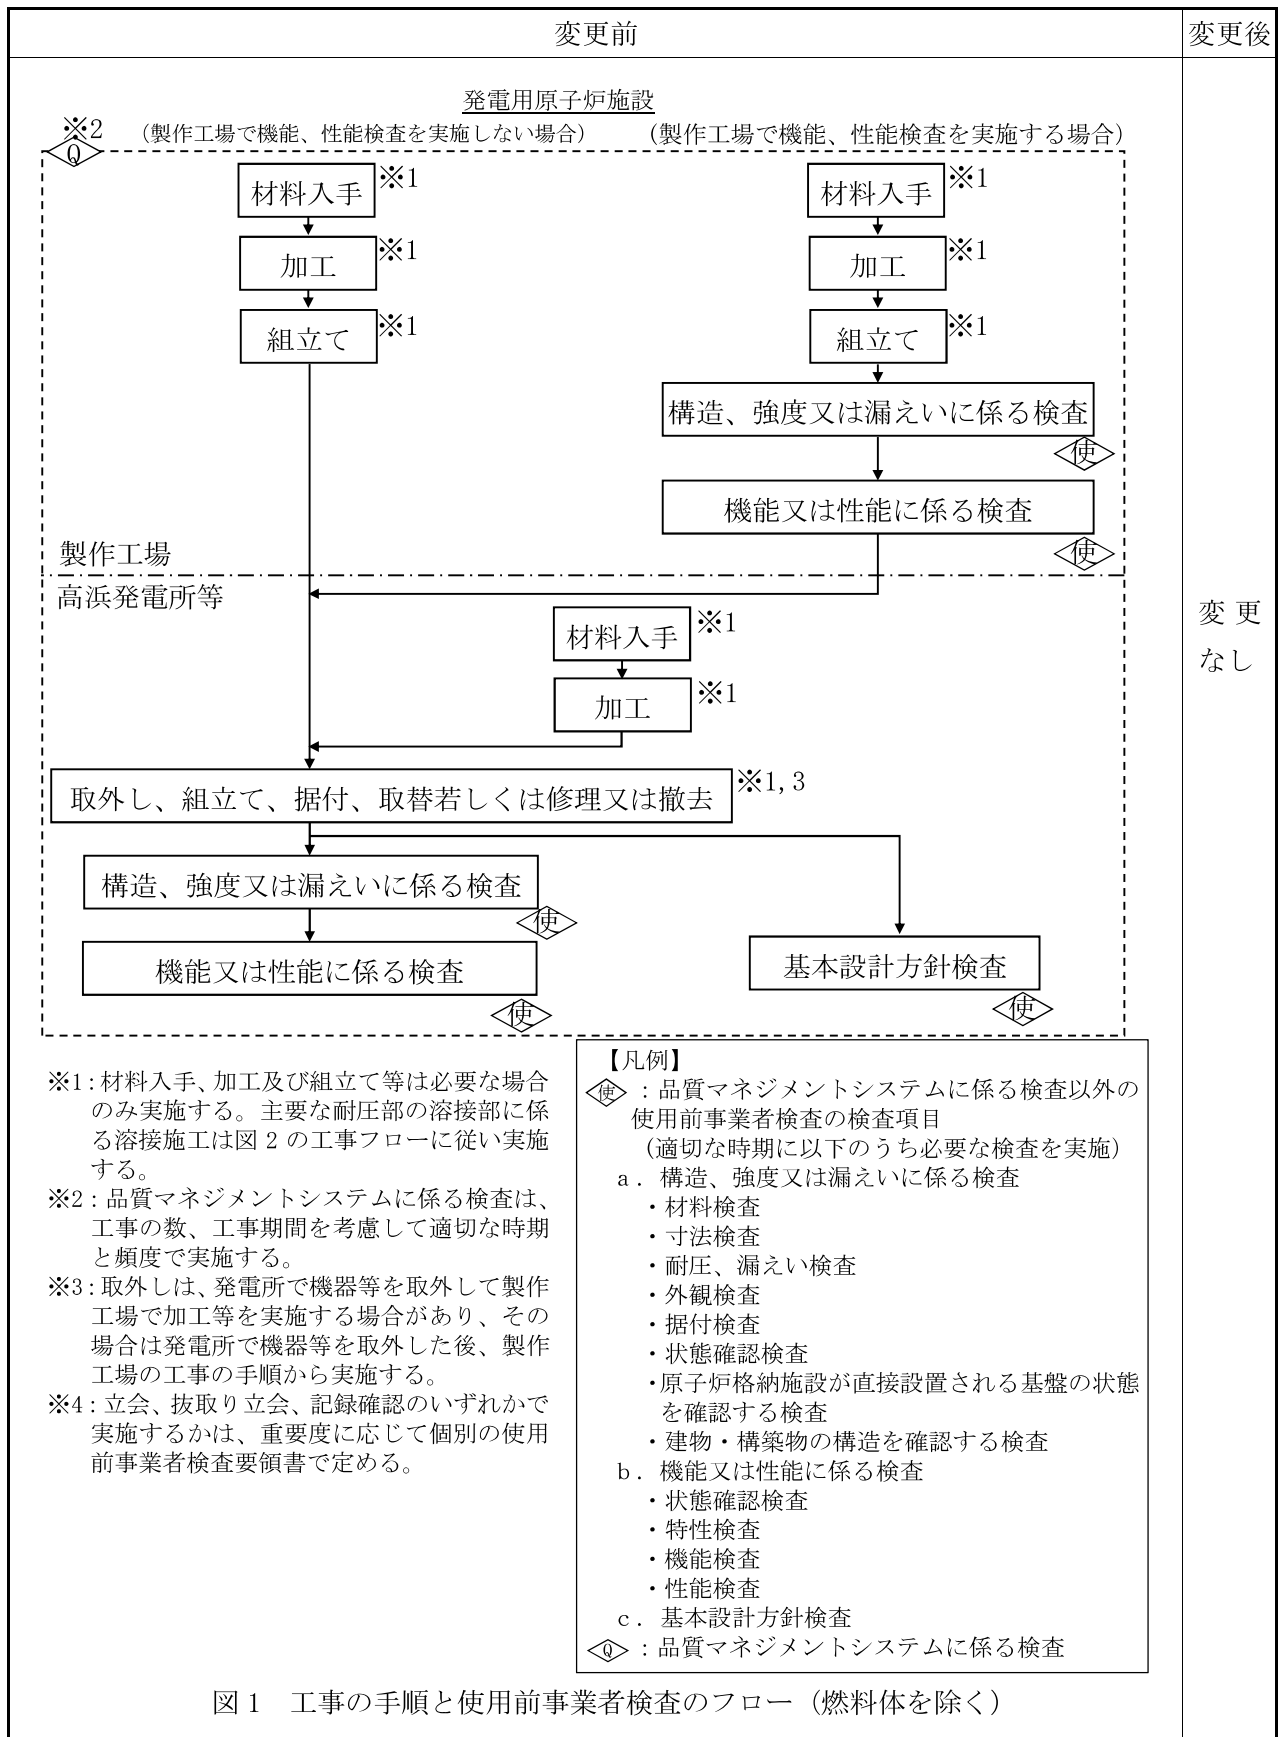 変更前
変更後
発電用原子炉施設
※2
Q
（製作工場で機能、性能検査を実施しない場合）
（製作工場で機能、性能検査を実施する場合）
材料入手
※1
加工
※1
組立て
※1
材料入手
※1
加工
※1
組立て
※1
構造、強度又は漏えいに係る検査
使
機能又は性能に係る検査
使
製作工場
高浜発電所等
材料入手
※1
加工
※1
取外し、組立て、据付、取替若しくは修理又は撤去
※1, 3
構造、強度又は漏えいに係る検査
使
機能又は性能に係る検査
使
基本設計方針検査
使
変更
なし
※1：材料入手、加工及び組立て等は必要な場合
のみ実施する。主要な耐圧部の溶接部に係
る溶接施工は図 2 の工事フローに従い実施
する。
※2：品質マネジメントシステムに係る検査は、
工事の数、工事期間を考慮して適切な時期
と頻度で実施する。
※3：取外しは、発電所で機器等を取外して製作
工場で加工等を実施する場合があり、その
場合は発電所で機器等を取外した後、製作
工場の工事の手順から実施する。
※4：立会、抜取り立会、記録確認のいずれかで
実施するかは、重要度に応じて個別の使用
前事業者検査要領書で定める。
【凡例】
使：品質マネジメントシステムに係る検査以外の
使用前事業者検査の検査項目
（適切な時期に以下のうち必要な検査を実施）
a．構造、強度又は漏えいに係る検査
・材料検査
・寸法検査
・耐圧、漏えい検査
・外観検査
・据付検査
・状態確認検査
・原子炉格納施設が直接設置される基盤の状態
を確認する検査
・建物・構築物の構造を確認する検査
b．機能又は性能に係る検査
・状態確認検査
・特性検査
・機能検査
・性能検査
c．基本設計方針検査
Q：品質マネジメントシステムに係る検査
図 1　工事の手順と使用前事業者検査のフロー（燃料体を除く）